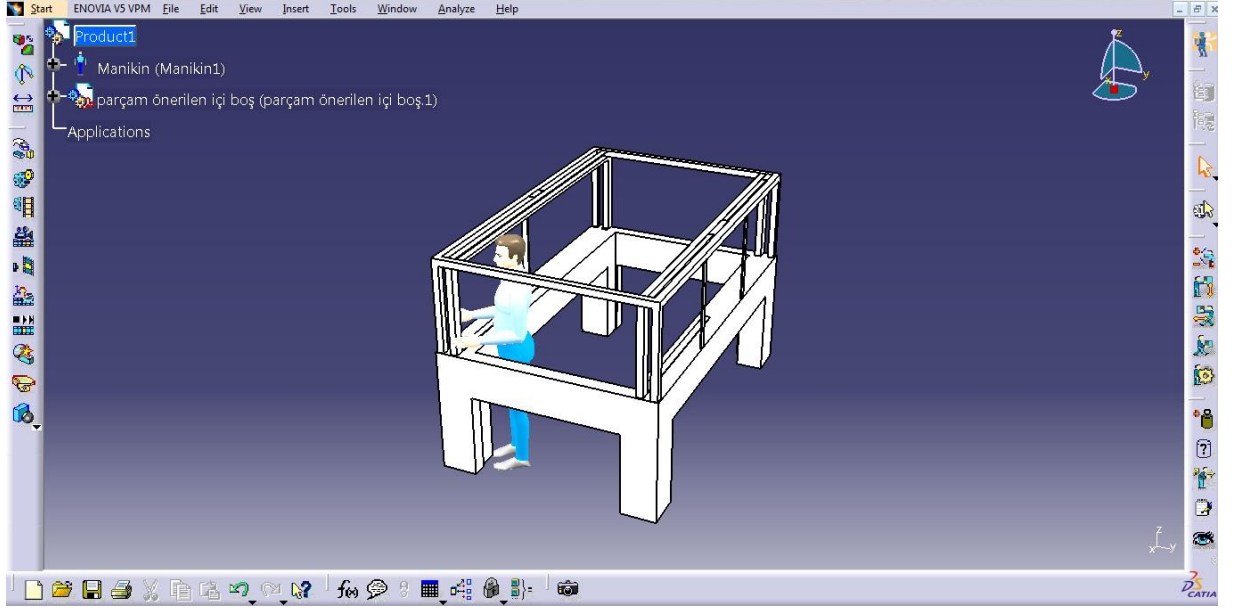 Start ENOVIA V5 VPM File Edit View Insert Tools Window Analyze Help
Product1
Manikin (Manikin1)
parçam önerilen içi boş (parçam önerilen içi boş.1)
Applications
z
y
x
z
x y
f(x)
CATIA